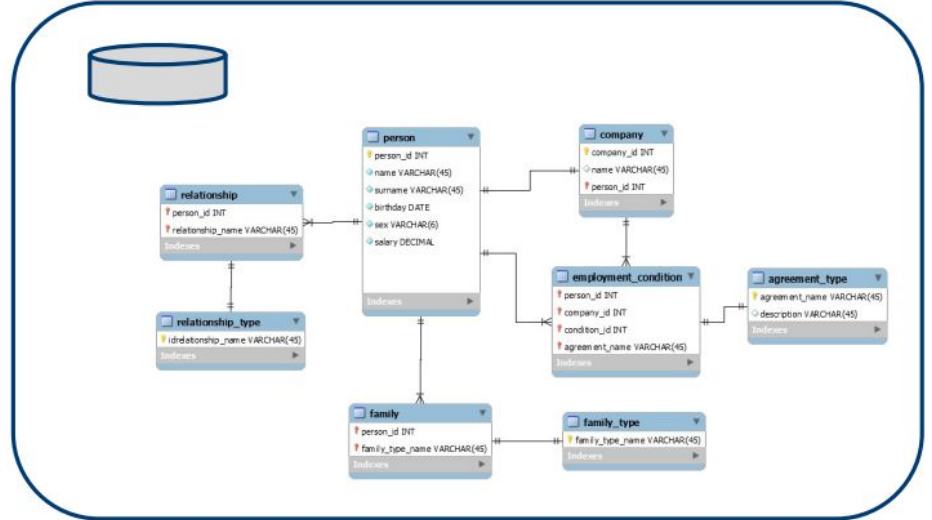 person
person_id INT
name VARCHAR(45)
surname VARCHAR(45)
birthday DATE
sex VARCHAR(6)
salary DECIMAL
Indexes
company
company_id INT
name VARCHAR(45)
person_id INT
Indexes
relationship
person_id INT
relationship_name VARCHAR(45)
Indexes
relationship_type
idrelationship_name VARCHAR(45)
Indexes
employment_condition
person_id INT
company_id INT
condition_id INT
agreement_name VARCHAR(45)
Indexes
agreement_type
agreement_name VARCHAR(45)
description VARCHAR(45)
Indexes
family
person_id INT
family_type_name VARCHAR(45)
Indexes
family_type
family_type_name VARCHAR(45)
Indexes